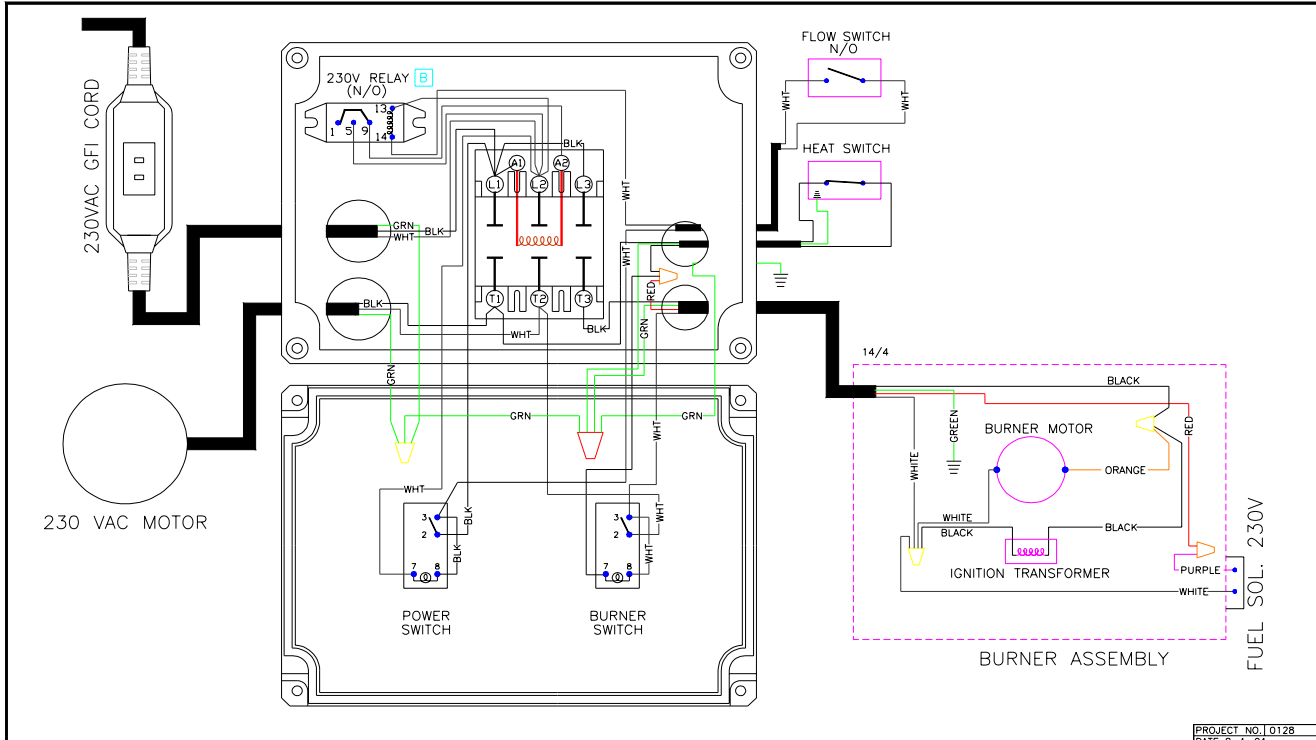 230VAC GFI CORD
230V RELAY B
(N/O)
13
1 5 9
14
BLK
A1 A2
L1 L2 L3
GRN
BLK
WHT
WHT
WHT
RED
BLK
T1 T2 T3
WHT
BLK
GRN
FLOW SWITCH
N/O
WHT
WHT
HEAT SWITCH
230 VAC MOTOR
GRN
GRN
GRN
WHT
WHT
BLK
BLK
3
2
7 8
POWER
SWITCH
WHT
WHT
3
2
7 8
BURNER
SWITCH
14/4
BLACK
GREEN
RED
BURNER MOTOR
WHITE
ORANGE
WHITE
BLACK
BLACK
IGNITION TRANSFORMER
PURPLE
WHITE
FUEL SOL. 230V
BURNER ASSEMBLY
PROJECT NO. 0128